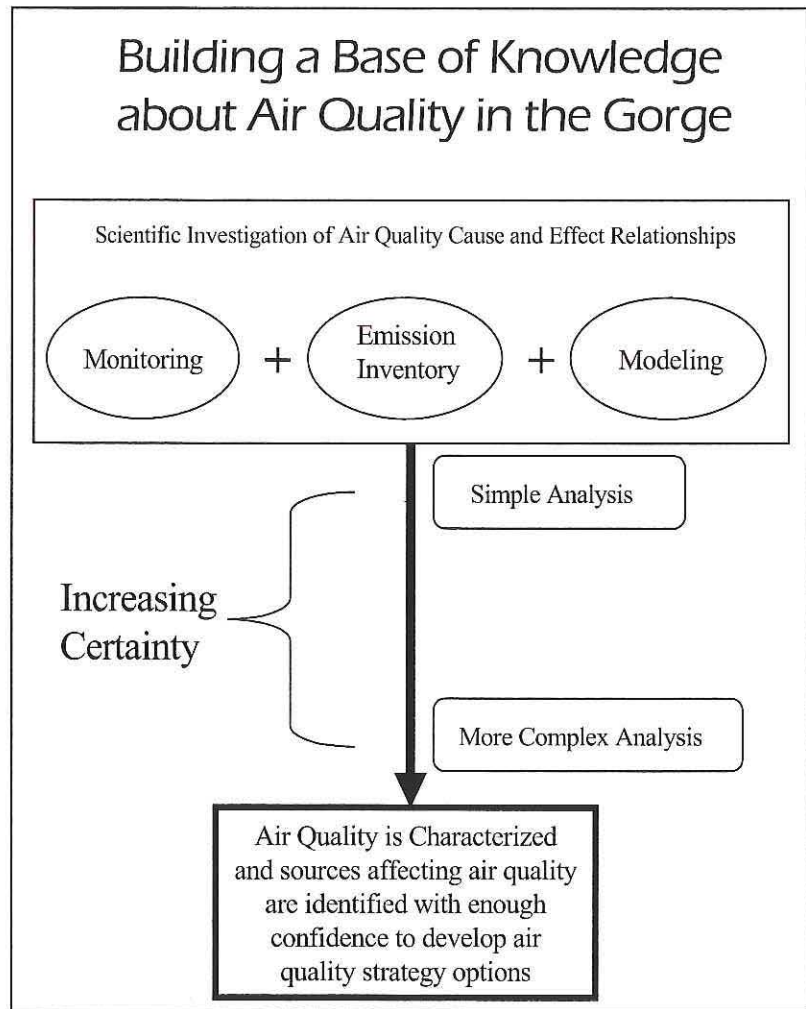 Building a Base of Knowledge
about Air Quality in the Gorge
Scientific Investigation of Air Quality Cause and Effect Relationships
Monitoring + Emission Inventory + Modeling
Simple Analysis
Increasing
Certainty
More Complex Analysis
Air Quality is Characterized
and sources affecting air quality
are identified with enough
confidence to develop air
quality strategy options